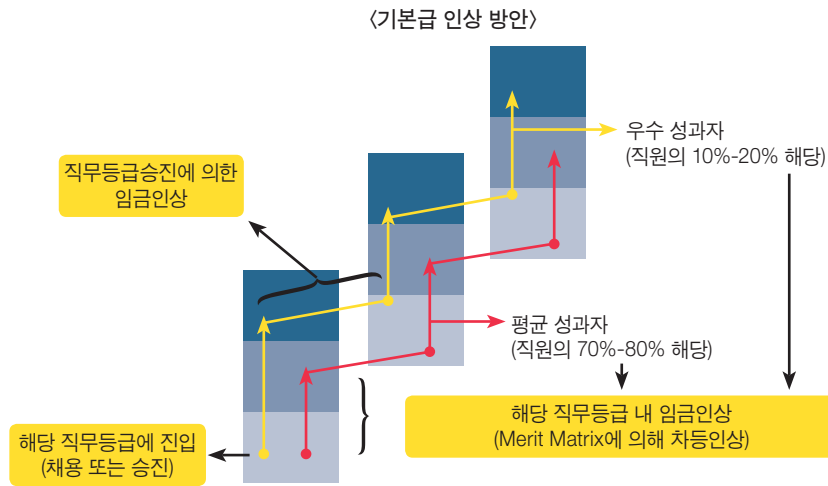 〈기본급 인상 방안〉
우수 성과자
(직원의 10%-20% 해당)
직무등급승진에 의한
임금인상
평균 성과자
(직원의 70%-80% 해당)
해당 직무등급 내 임금인상
(Merit Matrix에 의해 차등인상)
해당 직무등급에 진입
(채용 또는 승진)